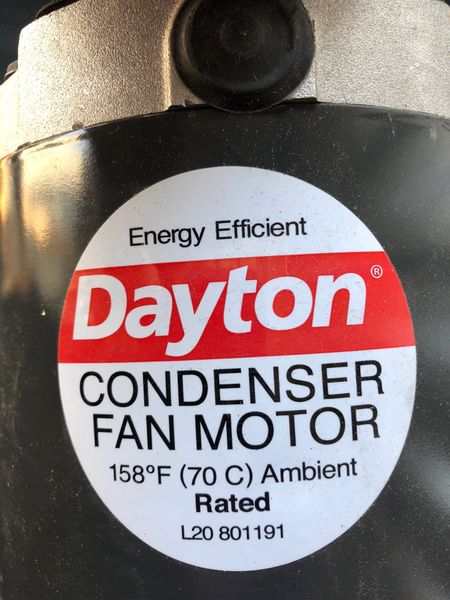 Energy Efficient
Dayton®
CONDENSER
FAN MOTOR
158°F (70 C) Ambient
Rated
L20 801191